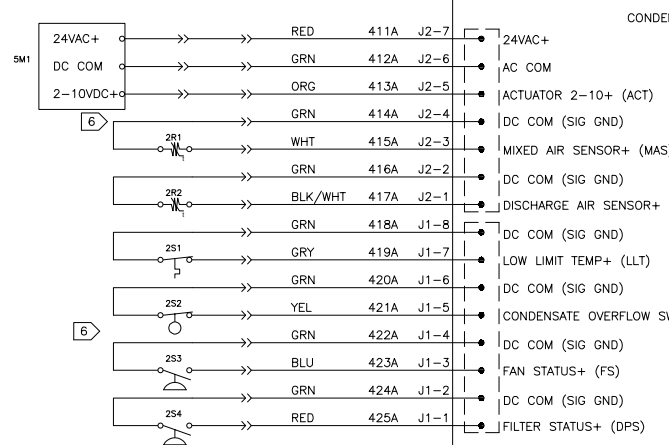 CONDE
RED 411A J2-7
24VAC+ 24VAC+
5M1
GRN 412A J2-6
DC COM AC COM
ORG 413A J2-5
2-10VDC+ ACTUATOR 2-10+ (ACT)
GRN 414A J2-4
6 DC COM (SIG GND)
2R1 WHT 415A J2-3
1 MIXED AIR SENSOR+ (MAS)
GRN 416A J2-2
DC COM (SIG GND)
2R2 BLK/WHT 417A J2-1
1 DISCHARGE AIR SENSOR+
GRN 418A J1-8
DC COM (SIG GND)
2S1 GRY 419A J1-7
LOW LIMIT TEMP+ (LLT)
GRN 420A J1-6
DC COM (SIG GND)
2S2 YEL 421A J1-5
CONDENSATE OVERFLOW SW
6 GRN 422A J1-4
DC COM (SIG GND)
2S3 BLU 423A J1-3
FAN STATUS+ (FS)
GRN 424A J1-2
DC COM (SIG GND)
2S4 RED 425A J1-1
FILTER STATUS+ (DPS)